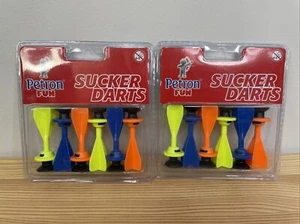 Petron
FUN
SUCKER
DARTS
Petron
FUN
SUCKER
DARTS